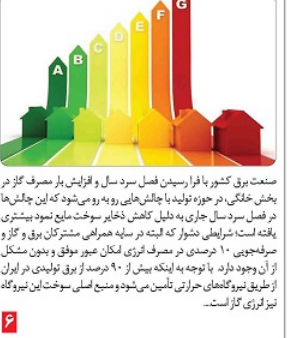 A
B
C
D
E
F
G
صنعت برق کشور با فرا رسیدن فصل سرد سال و افزایش بار مصرف گاز در
بخش خانگی، در حوزه تولید با چالش‌هایی رو به رو می‌شود که این چالش‌ها
در فصل سرد سال جاری به دلیل کاهش ذخایر سوخت مایع نمود بیشتری
یافته است؛ شرایطی دشوار که البته در سایه همراهی مشترکان برق و گاز و
صرفه‌جویی ۱۰ درصدی در مصرف انرژی امکان عبور موفق و بدون مشکل
از آن وجود دارد. با توجه به اینکه بیش از ۹۰ درصد از برق تولیدی در ایران
از طریق نیروگاه‌های حرارتی تأمین می‌شود و منبع اصلی سوخت این نیروگاه
نیز انرژی گاز است...
۶